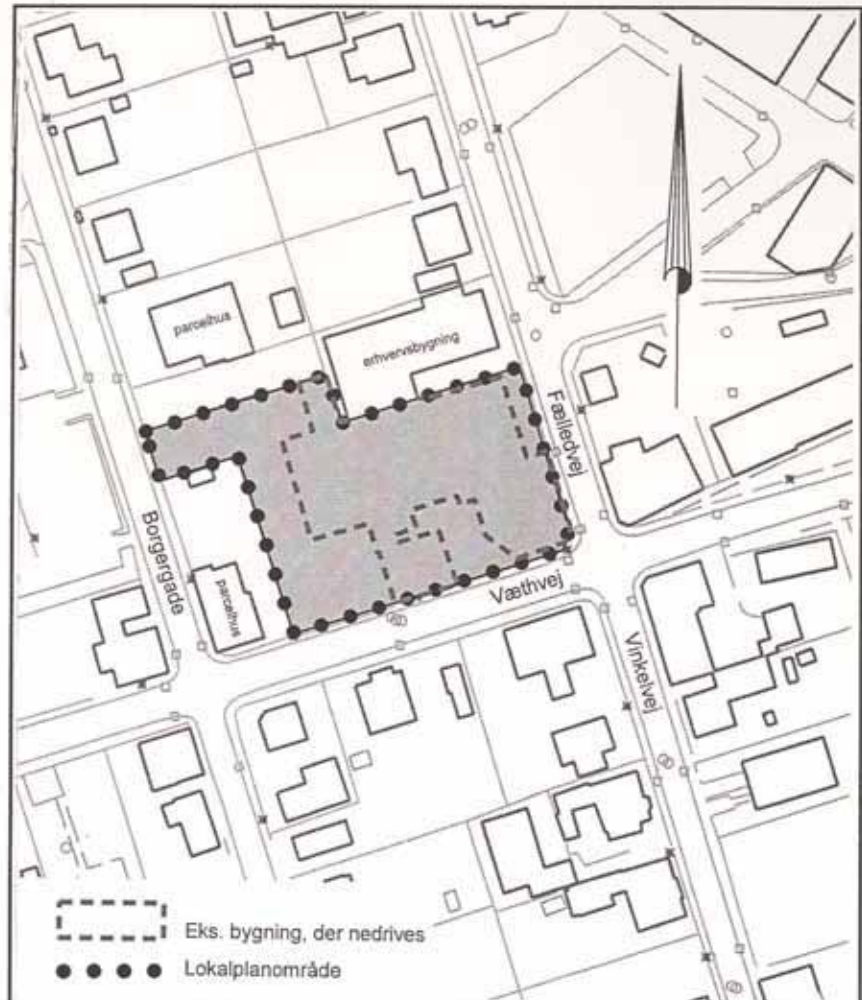 parcelhus
erhvervsbygning
Fælledvej
Borgergade
parcelhus
Væthvej
Vinkelvej
Eks. bygning, der nedrives
Lokalplanområde